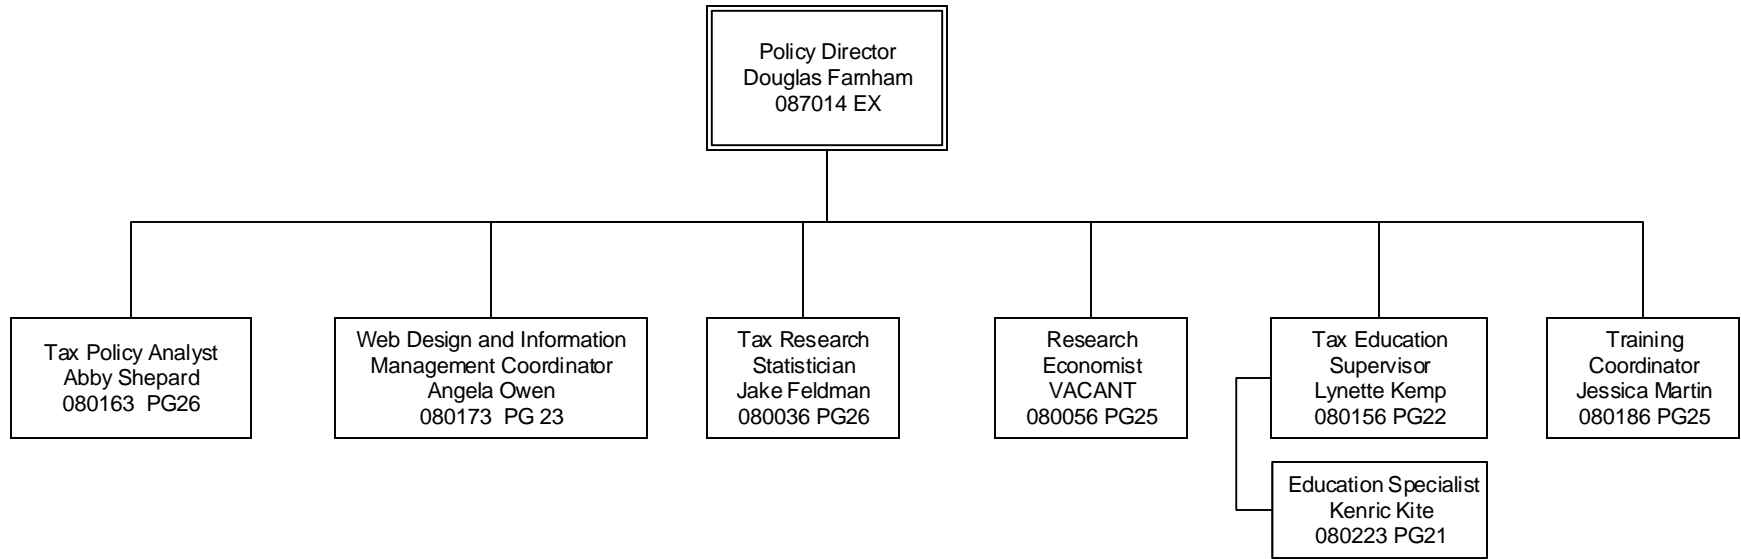 Policy Director
Douglas Farnham
087014 EX
Tax Policy Analyst
Abby Shepard
080163  PG26
Web Design and Information
Management Coordinator
Angela Owen
080173  PG 23
Tax Research
Statistician
Jake Feldman
080036 PG26
Research
Economist
VACANT
080056 PG25
Tax Education
Supervisor
Lynette Kemp
080156 PG22
Training
Coordinator
Jessica Martin
080186 PG25
Education Specialist
Kenric Kite
080223 PG21